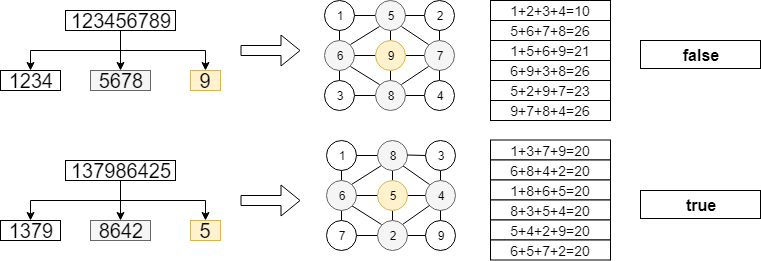 123456789
1234 5678 9
1 5 2
6 9 7
3 8 4
1+2+3+4=10
5+6+7+8=26
1+5+6+9=21
6+9+3+8=26
5+2+9+7=23
9+7+8+4=26
false
137986425
1379 8642 5
1 8 3
6 5 4
7 2 9
1+3+7+9=20
6+8+4+2=20
1+8+6+5=20
8+3+5+4=20
5+4+2+9=20
6+5+7+2=20
true